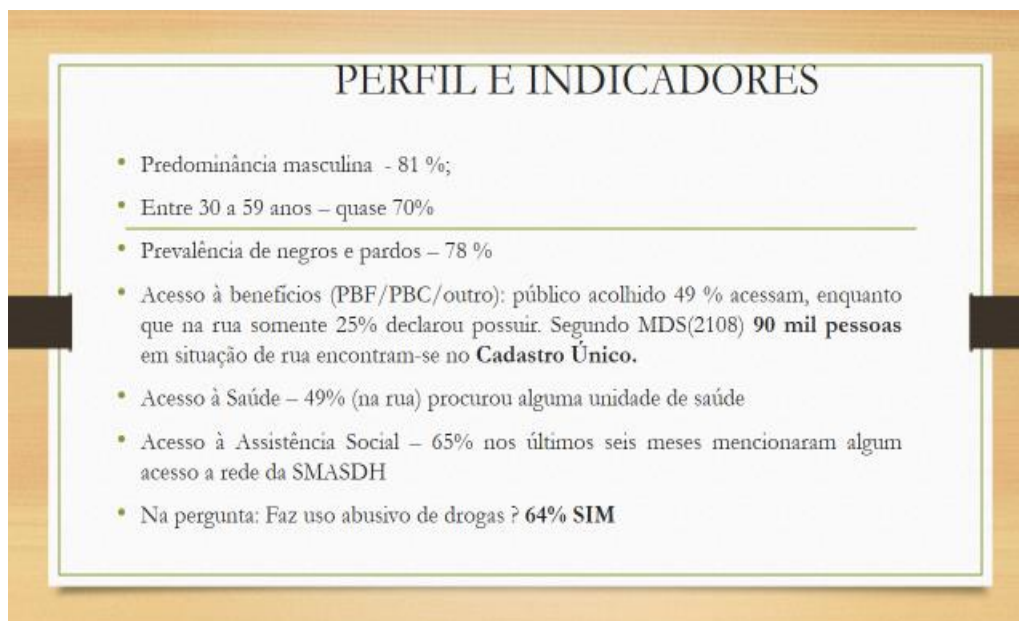 PERFIL E INDICADORES
• Predominância masculina - 81 %;
• Entre 30 a 59 anos – quase 70%
• Prevalência de negros e pardos – 78 %
• Acesso à benefícios (PBF/PBC/outro): público acolhido 49 % acessam, enquanto
que na rua somente 25% declarou possuir. Segundo MDS(2108) 90 mil pessoas
em situação de rua encontram-se no Cadastro Único.
• Acesso à Saúde – 49% (na rua) procurou alguma unidade de saúde
• Acesso à Assistência Social – 65% nos últimos seis meses mencionaram algum
acesso a rede da SMASDH
• Na pergunta: Faz uso abusivo de drogas ? 64% SIM